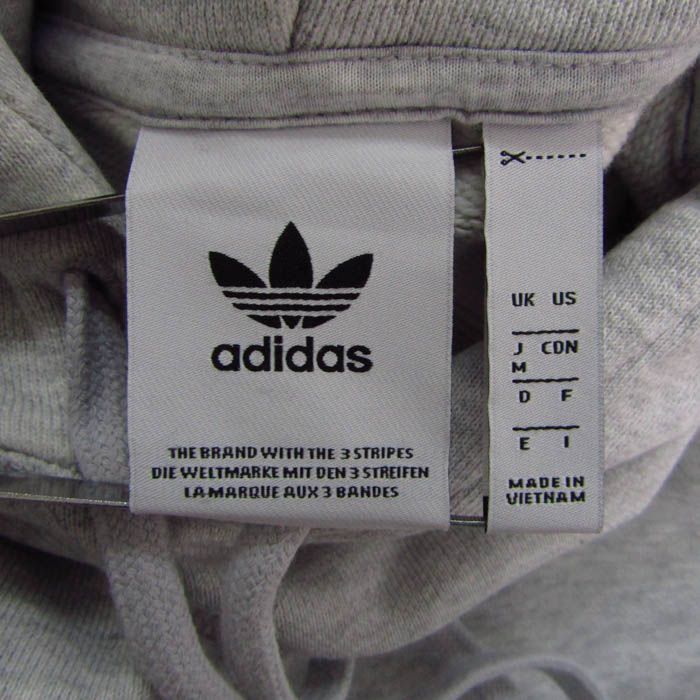 adidas
THE BRAND WITH THE 3 STRIPES
DIE WELTMARKE MIT DEN 3 STREIFEN
LA MARQUE AUX 3 BANDES
UK US
J CDN
M
D F
E I
MADE IN
VIETNAM